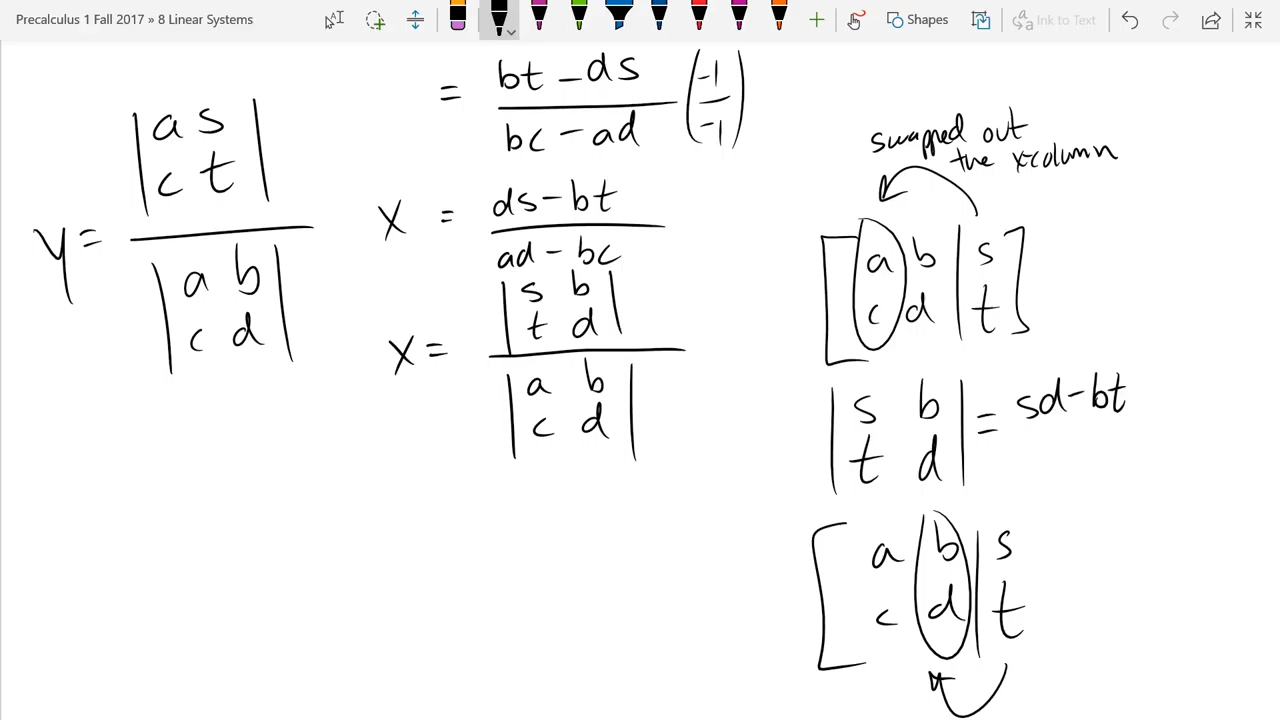 Precalculus 1 Fall 2017 » 8 Linear Systems
Shapes
Ink to Text
= bt - ds / bc - ad (-1 / -1)
y = |a s|
|c t|
/
|a b|
|c d|
x = ds - bt / ad - bc
x = |s b|
|t d|
/
|a b|
|c d|
swapped out
the x-column
[a b | s]
[c d | t]
|s b|
|t d| = sd - bt
[a b | s
c d | t